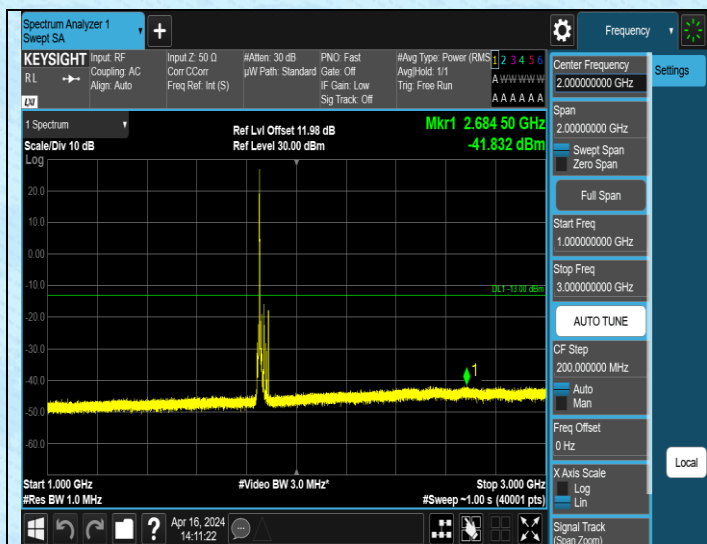 Spectrum Analyzer 1
Swept SA
Frequency
KEYSIGHT
R L
LXI
Input: RF
Coupling: AC
Align: Auto
Input Z: 50 Ω
Corr CCorr
Freq Ref: Int (S)
#Atten: 30 dB
µW Path: Standard
PNO: Fast
Gate: Off
IF Gain: Low
Sig Track: Off
#Avg Type: Power (RMS
Avg|Hold: 1/1
Trig: Free Run
1 2 3 4 5 6
A W W W W W
A A A A A A
1 Spectrum
Scale/Div 10 dB
Ref Lvl Offset 11.98 dB
Ref Level 30.00 dBm
Mkr1 2.684 50 GHz
-41.832 dBm
Log
20.0
10.0
0.00
-10.0
-20.0
-30.0
-40.0
-50.0
-60.0
DL1 -13.00 dBm
1
Start 1.000 GHz
#Res BW 1.0 MHz
#Video BW 3.0 MHz*
Stop 3.000 GHz
#Sweep ~1.00 s (40001 pts)
Center Frequency
2.000000000 GHz
Span
2.00000000 GHz
Swept Span
Zero Span
Full Span
Start Freq
1.000000000 GHz
Stop Freq
3.000000000 GHz
AUTO TUNE
CF Step
200.000000 MHz
Auto
Man
Freq Offset
0 Hz
X Axis Scale
Log
Lin
Signal Track
(Span Zoom)
Settings
Local
?
Apr 16, 2024
14:11:22